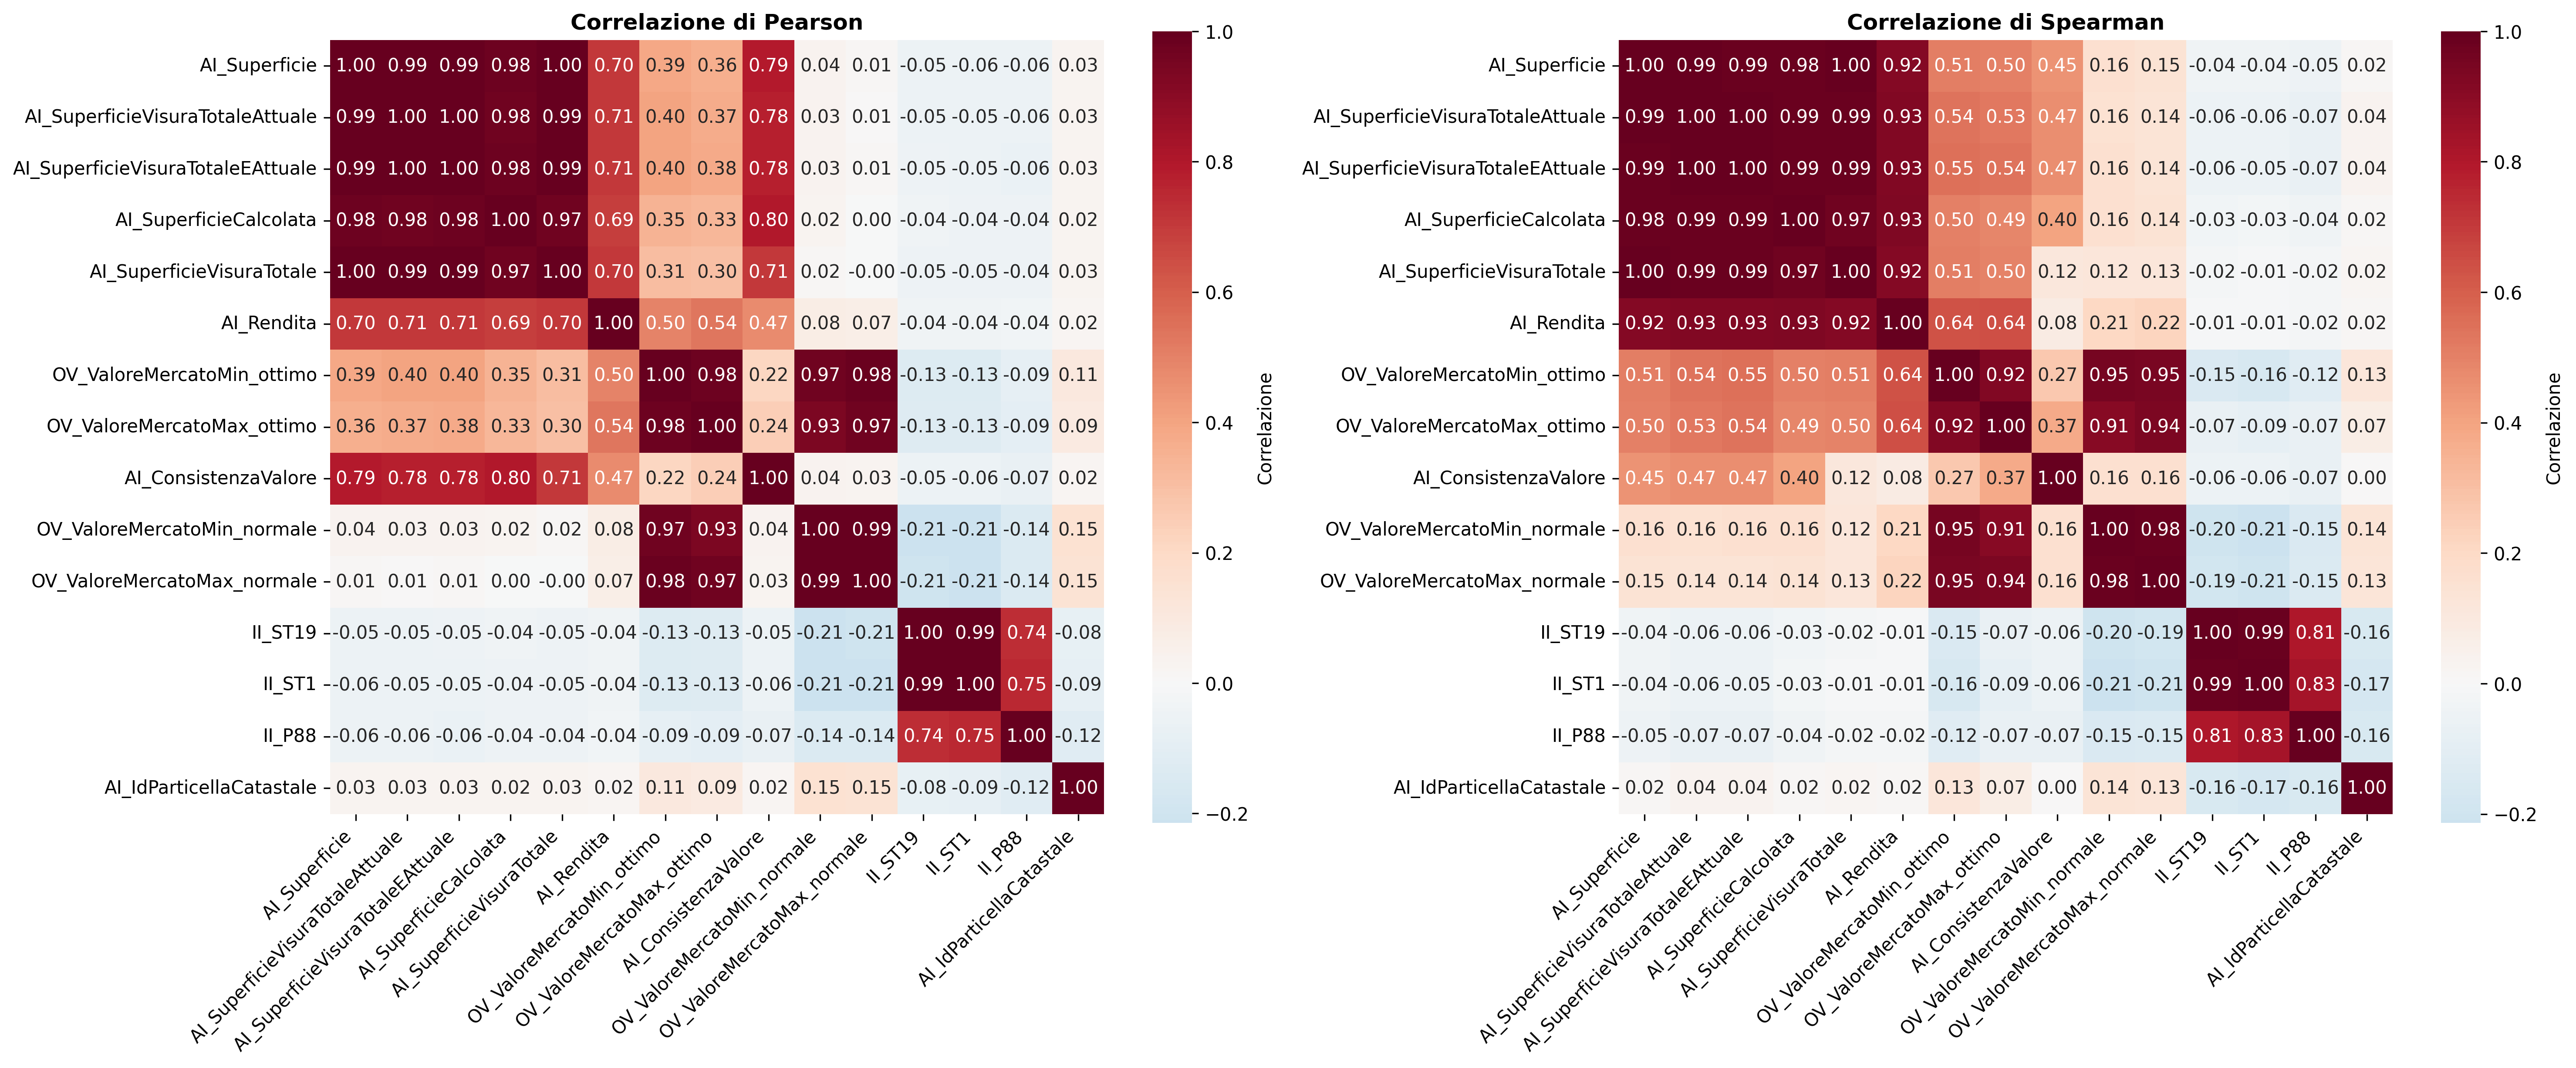 Correlazione di Pearson
AI_Superficie 1.00 0.99 0.99 0.98 1.00 0.70 0.39 0.36 0.79 0.04 0.01 -0.05 -0.06 -0.06 0.03
AI_SuperficieVisuraTotaleAttuale 0.99 1.00 1.00 0.98 0.99 0.71 0.40 0.37 0.78 0.03 0.01 -0.05 -0.05 -0.06 0.03
AI_SuperficieVisuraTotaleEAttuale 0.99 1.00 1.00 0.98 0.99 0.71 0.40 0.38 0.78 0.03 0.01 -0.05 -0.05 -0.06 0.03
AI_SuperficieCalcolata 0.98 0.98 0.98 1.00 0.97 0.69 0.35 0.33 0.80 0.02 0.00 -0.04 -0.04 -0.04 0.02
AI_SuperficieVisuraTotale 1.00 0.99 0.99 0.97 1.00 0.70 0.31 0.30 0.71 0.02 -0.00 -0.05 -0.05 -0.04 0.03
AI_Rendita 0.70 0.71 0.71 0.69 0.70 1.00 0.50 0.54 0.47 0.08 0.07 -0.04 -0.04 -0.04 0.02
OV_ValoreMercatoMin_ottimo 0.39 0.40 0.40 0.35 0.31 0.50 1.00 0.98 0.22 0.97 0.98 -0.13 -0.13 -0.09 0.11
OV_ValoreMercatoMax_ottimo 0.36 0.37 0.38 0.33 0.30 0.54 0.98 1.00 0.24 0.93 0.97 -0.13 -0.13 -0.09 0.09
AI_ConsistenzaValore 0.79 0.78 0.78 0.80 0.71 0.47 0.22 0.24 1.00 0.04 0.03 -0.05 -0.06 -0.07 0.02
OV_ValoreMercatoMin_normale 0.04 0.03 0.03 0.02 0.02 0.08 0.97 0.93 0.04 1.00 0.99 -0.21 -0.21 -0.14 0.15
OV_ValoreMercatoMax_normale 0.01 0.01 0.01 0.00 -0.00 0.07 0.98 0.97 0.03 0.99 1.00 -0.21 -0.21 -0.14 0.15
II_ST19 -0.05 -0.05 -0.05 -0.04 -0.05 -0.04 -0.13 -0.13 -0.05 -0.21 -0.21 1.00 0.99 0.74 -0.08
II_ST1 -0.06 -0.05 -0.05 -0.04 -0.05 -0.04 -0.13 -0.13 -0.06 -0.21 -0.21 0.99 1.00 0.75 -0.09
II_P88 -0.06 -0.06 -0.06 -0.04 -0.04 -0.04 -0.09 -0.09 -0.07 -0.14 -0.14 0.74 0.75 1.00 -0.12
AI_IdParticellaCatastale 0.03 0.03 0.03 0.02 0.03 0.02 0.11 0.09 0.02 0.15 0.15 -0.08 -0.09 -0.12 1.00
AI_Superficie
AI_SuperficieVisuraTotaleAttuale
AI_SuperficieVisuraTotaleEAttuale
AI_SuperficieCalcolata
AI_SuperficieVisuraTotale
AI_Rendita
OV_ValoreMercatoMin_ottimo
OV_ValoreMercatoMax_ottimo
AI_ConsistenzaValore
OV_ValoreMercatoMin_normale
OV_ValoreMercatoMax_normale
II_ST19
II_ST1
II_P88
AI_IdParticellaCatastale
1.0
0.8
0.6
0.4
0.2
0.0
−0.2
Correlazione
Correlazione di Spearman
AI_Superficie 1.00 0.99 0.99 0.98 1.00 0.92 0.51 0.50 0.45 0.16 0.15 -0.04 -0.04 -0.05 0.02
AI_SuperficieVisuraTotaleAttuale 0.99 1.00 1.00 0.99 0.99 0.93 0.54 0.53 0.47 0.16 0.14 -0.06 -0.06 -0.07 0.04
AI_SuperficieVisuraTotaleEAttuale 0.99 1.00 1.00 0.99 0.99 0.93 0.55 0.54 0.47 0.16 0.14 -0.06 -0.05 -0.07 0.04
AI_SuperficieCalcolata 0.98 0.99 0.99 1.00 0.97 0.93 0.50 0.49 0.40 0.16 0.14 -0.03 -0.03 -0.04 0.02
AI_SuperficieVisuraTotale 1.00 0.99 0.99 0.97 1.00 0.92 0.51 0.50 0.12 0.12 0.13 -0.02 -0.01 -0.02 0.02
AI_Rendita 0.92 0.93 0.93 0.93 0.92 1.00 0.64 0.64 0.08 0.21 0.22 -0.01 -0.01 -0.02 0.02
OV_ValoreMercatoMin_ottimo 0.51 0.54 0.55 0.50 0.51 0.64 1.00 0.92 0.27 0.95 0.95 -0.15 -0.16 -0.12 0.13
OV_ValoreMercatoMax_ottimo 0.50 0.53 0.54 0.49 0.50 0.64 0.92 1.00 0.37 0.91 0.94 -0.07 -0.09 -0.07 0.07
AI_ConsistenzaValore 0.45 0.47 0.47 0.40 0.12 0.08 0.27 0.37 1.00 0.16 0.16 -0.06 -0.06 -0.07 0.00
OV_ValoreMercatoMin_normale 0.16 0.16 0.16 0.16 0.12 0.21 0.95 0.91 0.16 1.00 0.98 -0.20 -0.21 -0.15 0.14
OV_ValoreMercatoMax_normale 0.15 0.14 0.14 0.14 0.13 0.22 0.95 0.94 0.16 0.98 1.00 -0.19 -0.21 -0.15 0.13
II_ST19 -0.04 -0.06 -0.06 -0.03 -0.02 -0.01 -0.15 -0.07 -0.06 -0.20 -0.19 1.00 0.99 0.81 -0.16
II_ST1 -0.04 -0.06 -0.05 -0.03 -0.01 -0.01 -0.16 -0.09 -0.06 -0.21 -0.21 0.99 1.00 0.83 -0.17
II_P88 -0.05 -0.07 -0.07 -0.04 -0.02 -0.02 -0.12 -0.07 -0.07 -0.15 -0.15 0.81 0.83 1.00 -0.16
AI_IdParticellaCatastale 0.02 0.04 0.04 0.02 0.02 0.02 0.13 0.07 0.00 0.14 0.13 -0.16 -0.17 -0.16 1.00
AI_Superficie
AI_SuperficieVisuraTotaleAttuale
AI_SuperficieVisuraTotaleEAttuale
AI_SuperficieCalcolata
AI_SuperficieVisuraTotale
AI_Rendita
OV_ValoreMercatoMin_ottimo
OV_ValoreMercatoMax_ottimo
AI_ConsistenzaValore
OV_ValoreMercatoMin_normale
OV_ValoreMercatoMax_normale
II_ST19
II_ST1
II_P88
AI_IdParticellaCatastale
1.0
0.8
0.6
0.4
0.2
0.0
−0.2
Correlazione